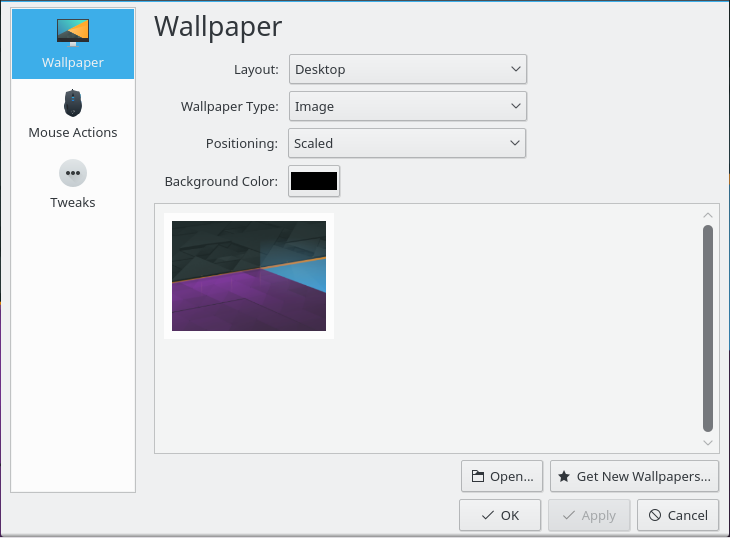 Wallpaper
Wallpaper
Mouse Actions
Tweaks
Layout: Desktop
Wallpaper Type: Image
Positioning: Scaled
Background Color:
Open...
Get New Wallpapers...
OK
Apply
Cancel